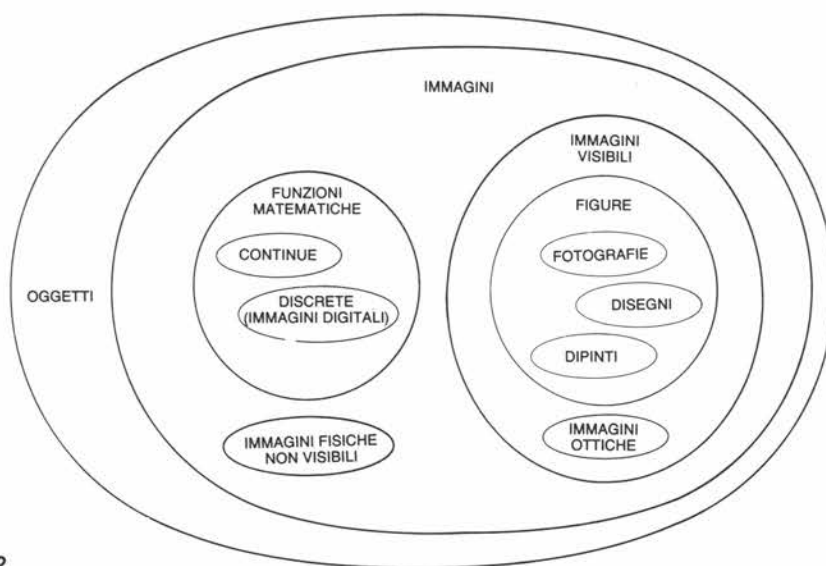 IMMAGINI
IMMAGINI
VISIBILI
FUNZIONI
MATEMATICHE
FIGURE
CONTINUE
FOTOGRAFIE
OGGETTI
DISCRETE
(IMMAGINI DIGITALI)
DISEGNI
DIPINTI
IMMAGINI FISICHE
NON VISIBILI
IMMAGINI
OTTICHE